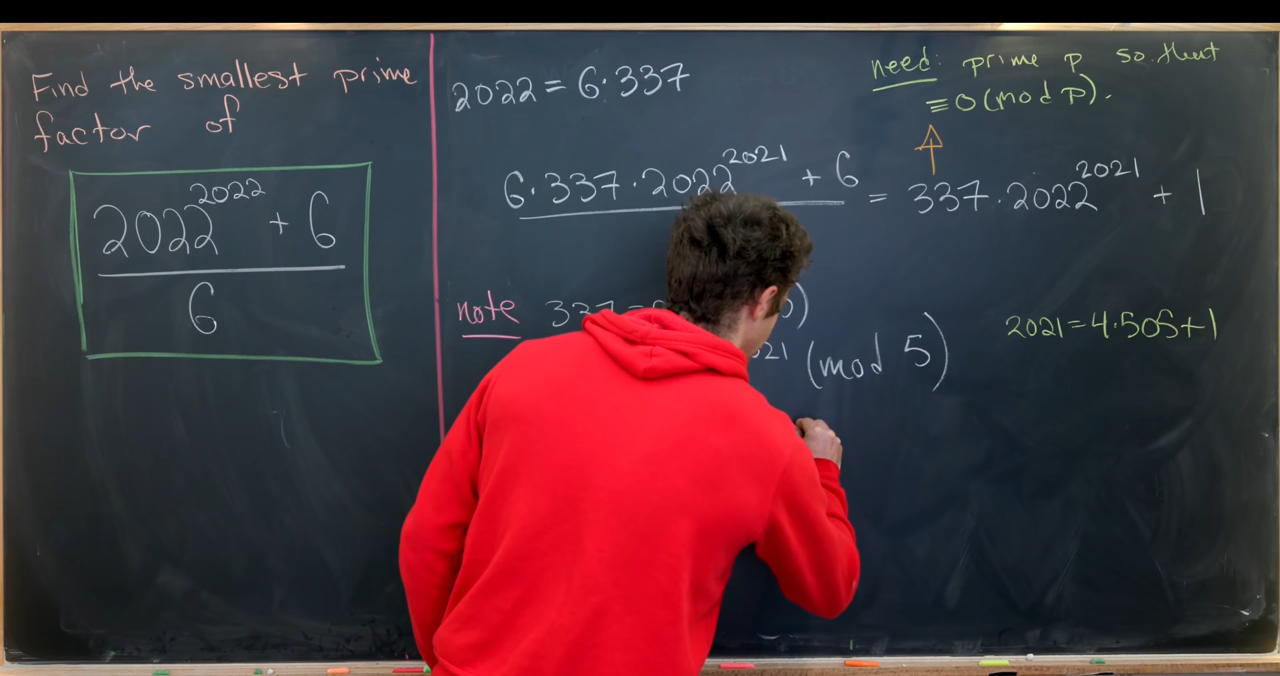 Find the smallest prime
factor of
2022^2022 + 6
6
2022 = 6·337
need: prime p so that
≡ 0 (mod p).
6·337·2022^2021 + 6 = 337·2022^2021 + 1
note
(mod 5)
2021 = 4·505+1